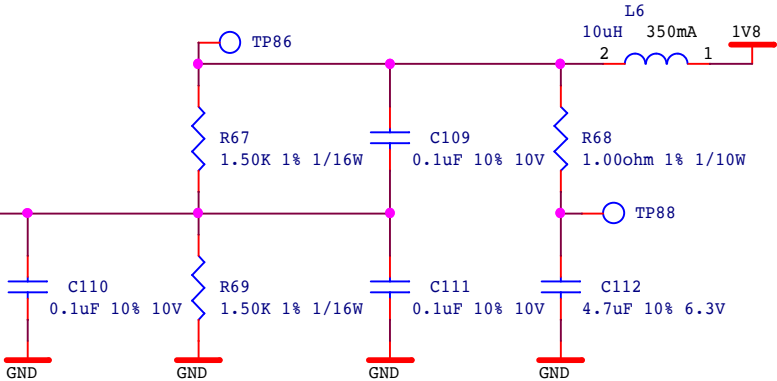 L6
10uH 350mA
1V8
TP86
2
1
R67
1.50K 1% 1/16W
C109
0.1uF 10% 10V
R68
1.00ohm 1% 1/10W
TP88
C110
0.1uF 10% 10V
R69
1.50K 1% 1/16W
C111
0.1uF 10% 10V
C112
4.7uF 10% 6.3V
GND
GND
GND
GND